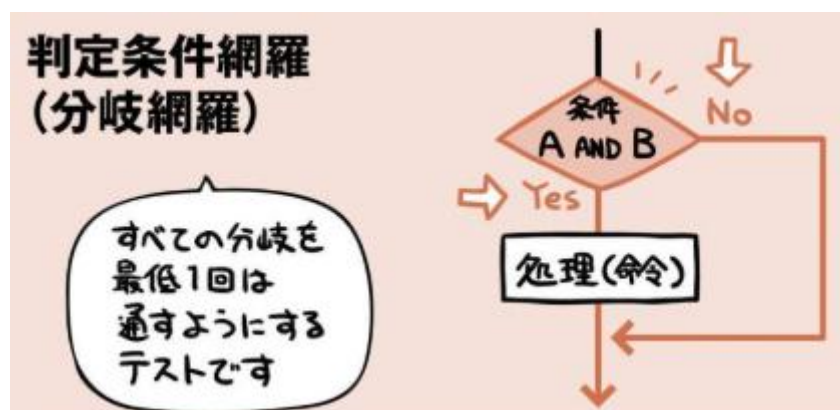 判定条件網羅
(分岐網羅)
条件
A AND B
No
Yes
すべての分岐を
最低1回は
通すようにする
テストです
処理(命令)